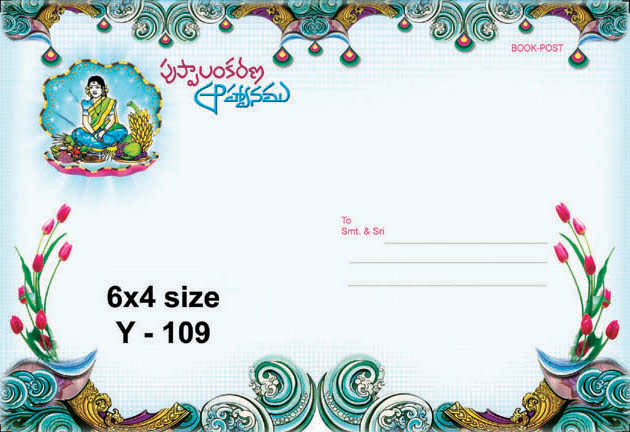 BOOK-POST
పుష్పాలంకరణ
ఆహ్వానము
To
Smt. & Sri
6x4 size
Y - 109